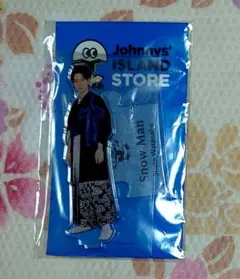 Johnnys'
ISLAND
STORE
Snow Man